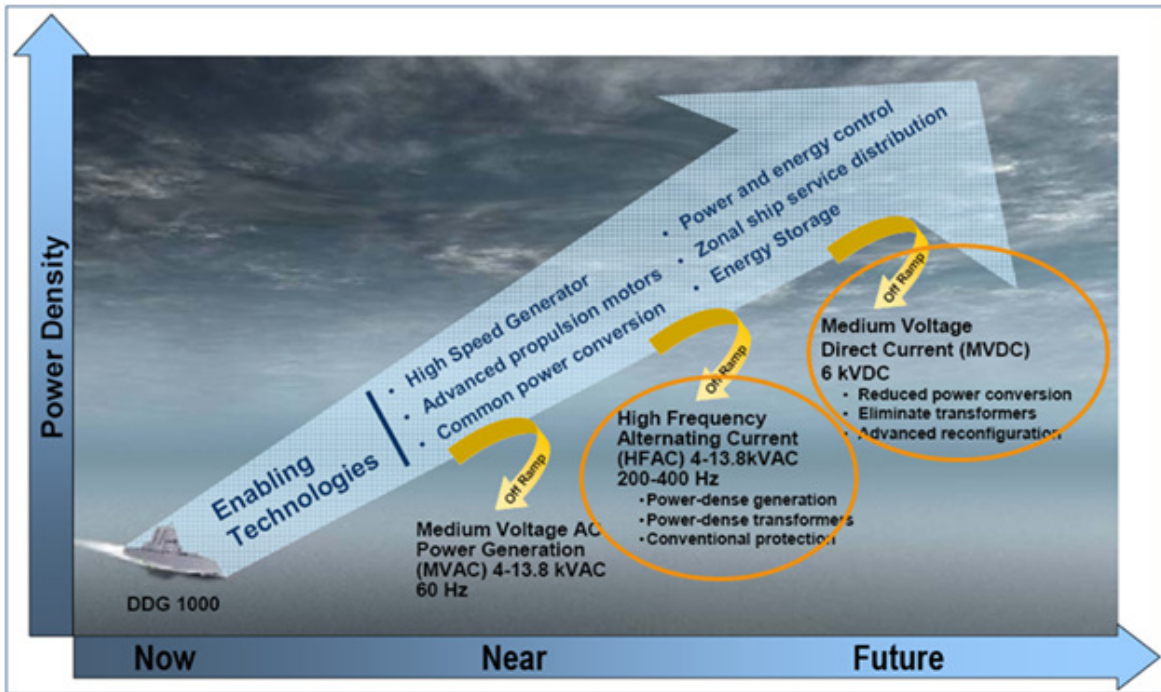 Power Density
Enabling
Technologies
• High Speed Generator
• Advanced propulsion motors
• Common power conversion
• Power and energy control
• Zonal ship service distribution
• Energy Storage
DDG 1000
Off Ramp
Medium Voltage AC
Power Generation
(MVAC) 4-13.8 kVAC
60 Hz
Off Ramp
High Frequency
Alternating Current
(HFAC) 4-13.8kVAC
200-400 Hz
•Power-dense generation
•Power-dense transformers
•Conventional protection
Off Ramp
Medium Voltage
Direct Current (MVDC)
6 kVDC
• Reduced power conversion
• Eliminate transformers
• Advanced reconfiguration
Now
Near
Future